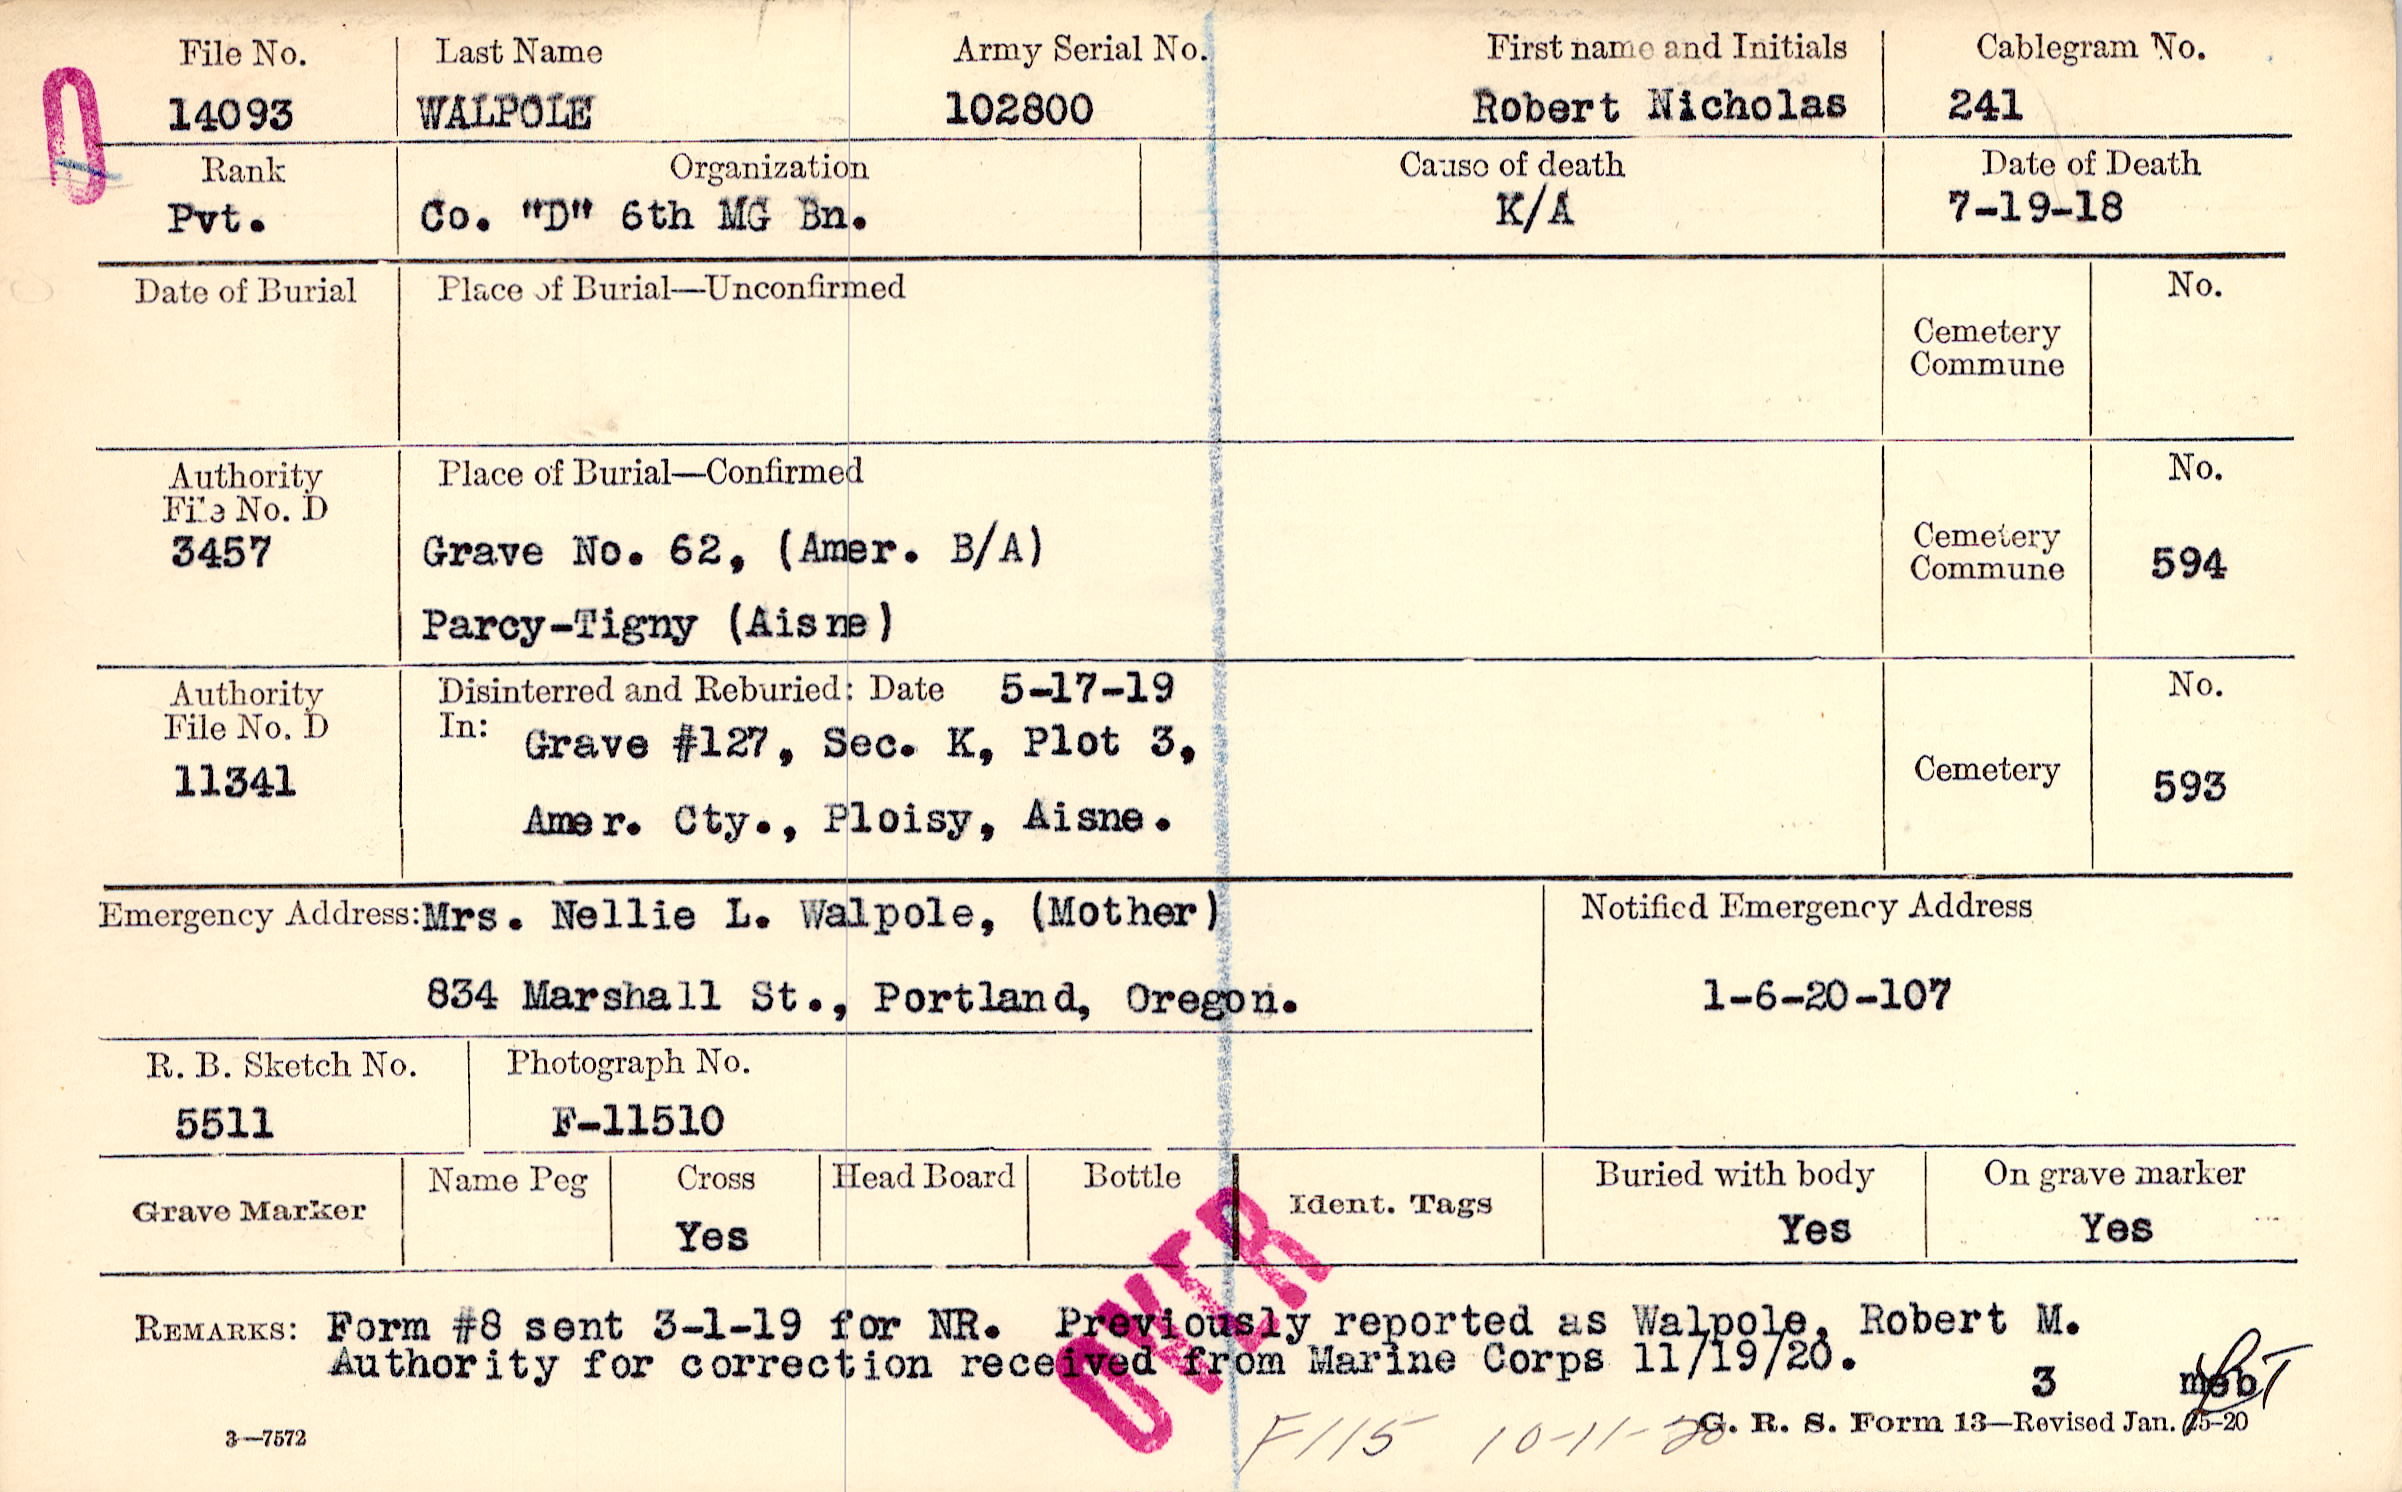 File No. Last Name Army Serial No. First name and Initials Cablegram No.
14093 WALPOLE 102800 Robert Nicholas 241
Rank Organization Cause of death Date of Death
Pvt. Co. "D" 6th MG Bn. K/A 7-19-18
Date of Burial Place of Burial—Unconfirmed No.
Cemetery
Commune
Authority Place of Burial—Confirmed No.
File No. D
3457 Grave No. 62, (Amer. B/A) Cemetery
Commune 594
Parcy-Tigny (Aisne)
Authority Disinterred and Reburied: Date 5-17-19 No.
File No. D In: Grave #127, Sec. K, Plot 3,
11341 Cemetery 593
Amer. Cty., Ploisy, Aisne.
Emergency Address: Mrs. Nellie L. Walpole, (Mother) Notified Emergency Address
834 Marshall St., Portland, Oregon. 1-6-20-107
R. B. Sketch No. Photograph No.
5511 F-11510
Grave Marker Name Peg Cross Head Board Bottle Ident. Tags Buried with body On grave marker
Yes Yes Yes
OVER
REMARKS: Form #8 sent 3-1-19 for NR. Previously reported as Walpole, Robert M.
Authority for correction received from Marine Corps 11/19/20.
3 mob
F115 10-11-20
3—7572 G. R. S. Form 13—Revised Jan. 15-20